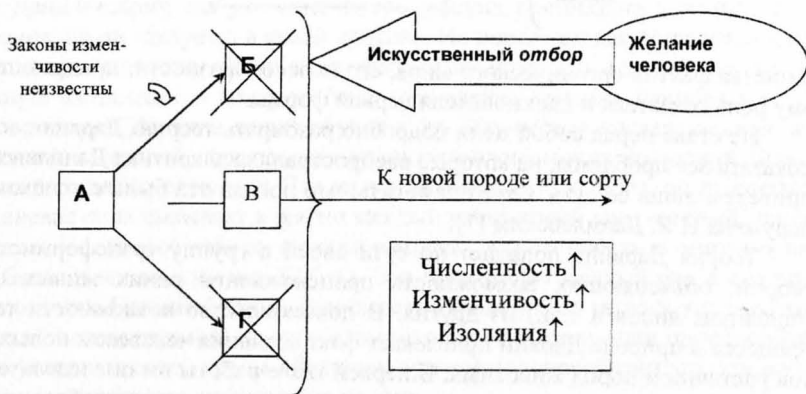 Законы измен-
чивости
неизвестны
Б
Искусственный отбор
Желание
человека
А
В
К новой породе или сорту
Г
Численность↑
Изменчивость↑
Изоляция↑